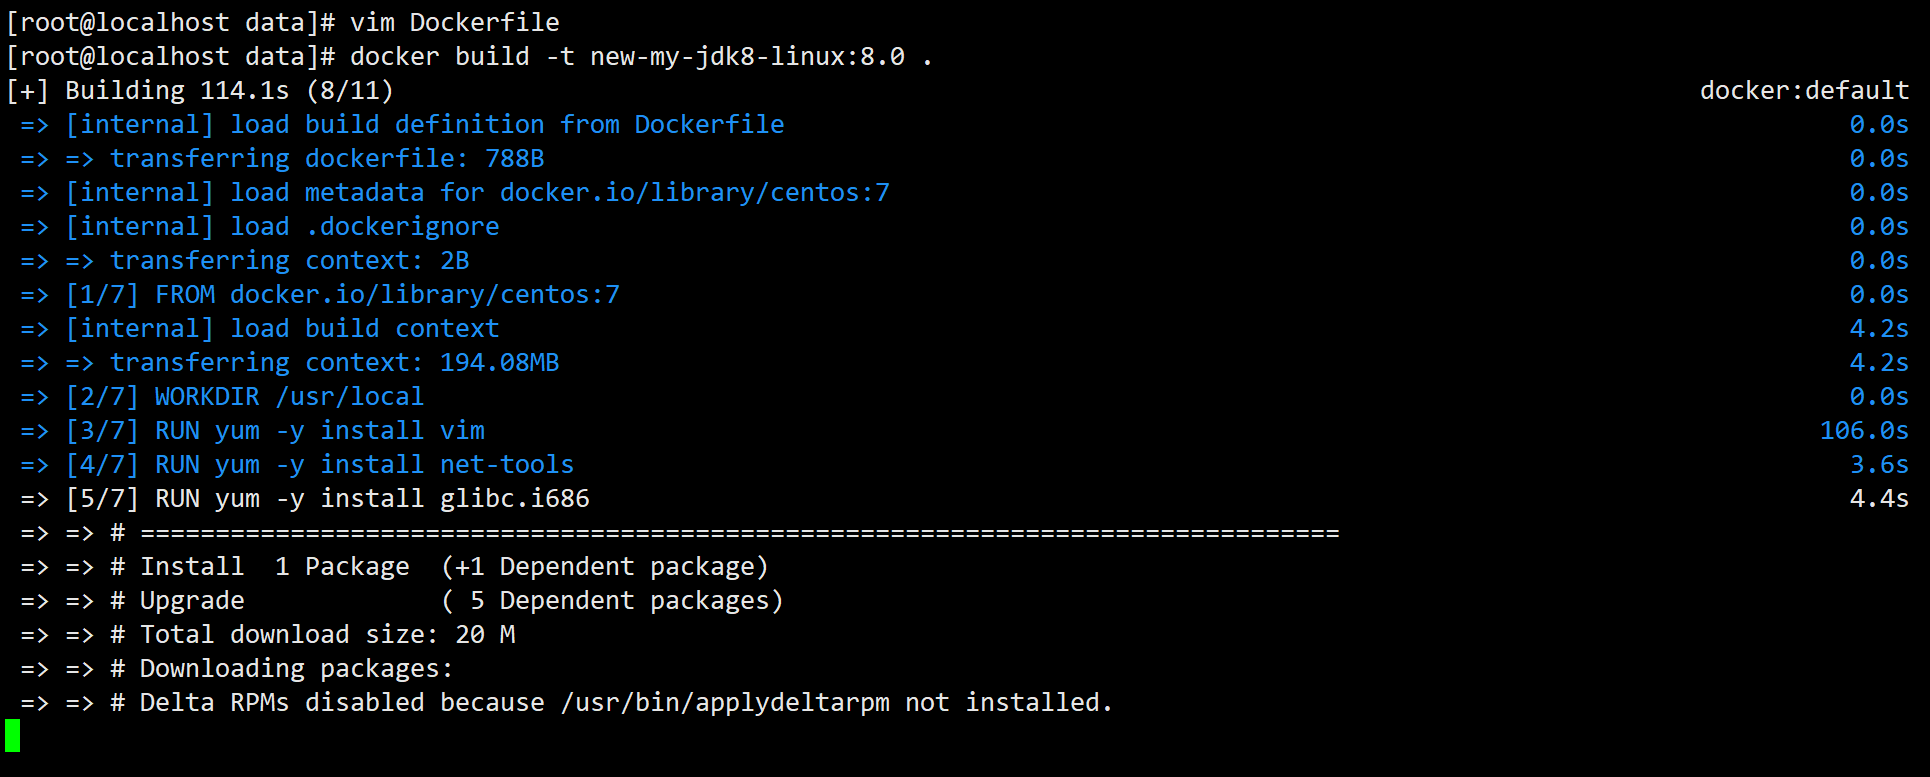 [root@localhost data]# vim Dockerfile
[root@localhost data]# docker build -t new-my-jdk8-linux:8.0 .
[+] Building 114.1s (8/11) docker:default
=> [internal] load build definition from Dockerfile 0.0s
=> => transferring dockerfile: 788B 0.0s
=> [internal] load metadata for docker.io/library/centos:7 0.0s
=> [internal] load .dockerignore 0.0s
=> => transferring context: 2B 0.0s
=> [1/7] FROM docker.io/library/centos:7 0.0s
=> [internal] load build context 4.2s
=> => transferring context: 194.08MB 4.2s
=> [2/7] WORKDIR /usr/local 0.0s
=> [3/7] RUN yum -y install vim 106.0s
=> [4/7] RUN yum -y install net-tools 3.6s
=> [5/7] RUN yum -y install glibc.i686 4.4s
=> => # ================================================================================
=> => # Install  1 Package  (+1 Dependent package)
=> => # Upgrade             ( 5 Dependent packages)
=> => # Total download size: 20 M
=> => # Downloading packages:
=> => # Delta RPMs disabled because /usr/bin/applydeltarpm not installed.